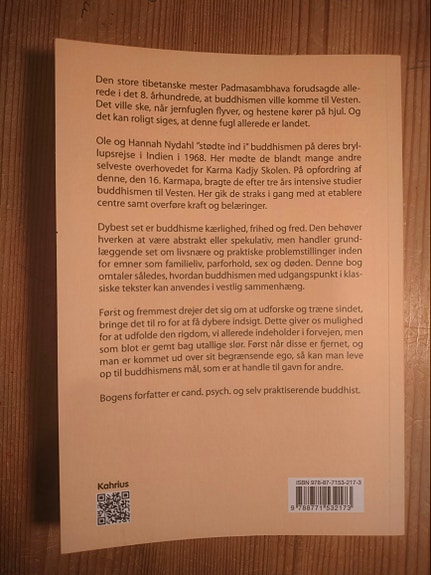 Den store tibetanske mester Padmasambhava forudsagde alle-
rede i det 8. århundrede, at buddhismen ville komme til Vesten.
Det ville ske, når jernfuglen flyver, og hestene kører på hjul. Og
det kan roligt siges, at denne fugl allerede er landet.
Ole og Hannah Nydahl "stødte ind i" buddhismen på deres bryl-
lupsrejse i Indien i 1968. Her mødte de blandt mange andre
selveste overhovedet for Karma Kadjy Skolen. På opfordring af
denne, den 16. Karmapa, bragte de efter tre års intensive studier
buddhismen til Vesten. Her gik de straks i gang med at etablere
centre samt overføre kraft og belæringer.
Dybest set er buddhisme kærlighed, frihed og fred. Den behøver
hverken at være abstrakt eller spekulativ, men handler grund-
læggende set om livsnære og praktiske problemstillinger inden
for emner som familieliv, parforhold, sex og døden. Denne bog
omtaler således, hvordan buddhismen med udgangspunkt i klas-
siske tekster kan anvendes i vestlig sammenhæng.
Først og fremmest drejer det sig om at udforske og træne sindet,
bringe det til ro for at få dybere indsigt. Dette giver os mulighed
for at udfolde den rigdom, vi allerede indeholder i forvejen, men
som blot er gemt bag utallige slør. Først når disse er fjernet, og
man er kommet ud over sit begrænsende ego, så kan man leve
op til buddhismens mål, som er at handle til gavn for andre.
Bogens forfatter er cand. psych. og selv praktiserende buddhist.
Kahrius
ISBN 978-87-7153-217-3
9 788771 532173